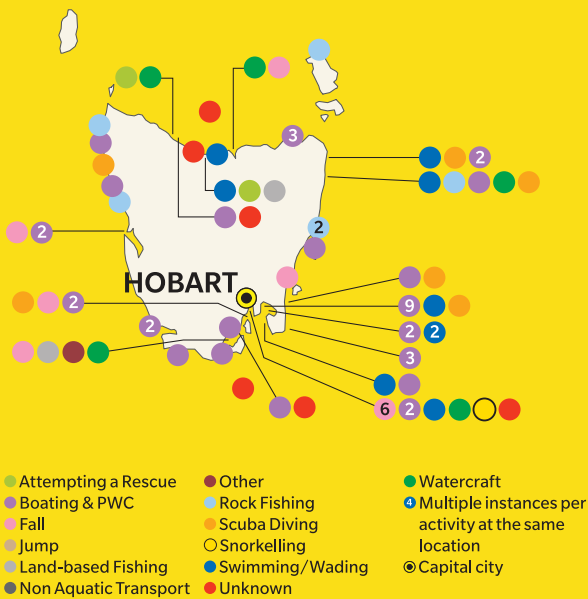 3
2
2
2
HOBART
2
9
2
2
2
3
6
2
Attempting a Rescue
Boating & PWC
Fall
Jump
Land-based Fishing
Non Aquatic Transport
Other
Rock Fishing
Scuba Diving
Snorkelling
Swimming/Wading
Unknown
Watercraft
4 Multiple instances per
activity at the same
location
Capital city